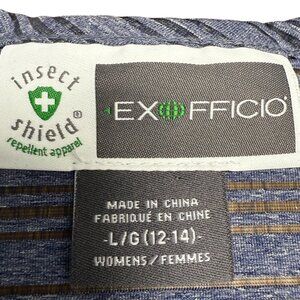 insect
shield®
repellent apparel
EXOFFICIO
MADE IN CHINA
FABRIQUÉ EN CHINE
-L/G (12-14)-
WOMENS/FEMMES